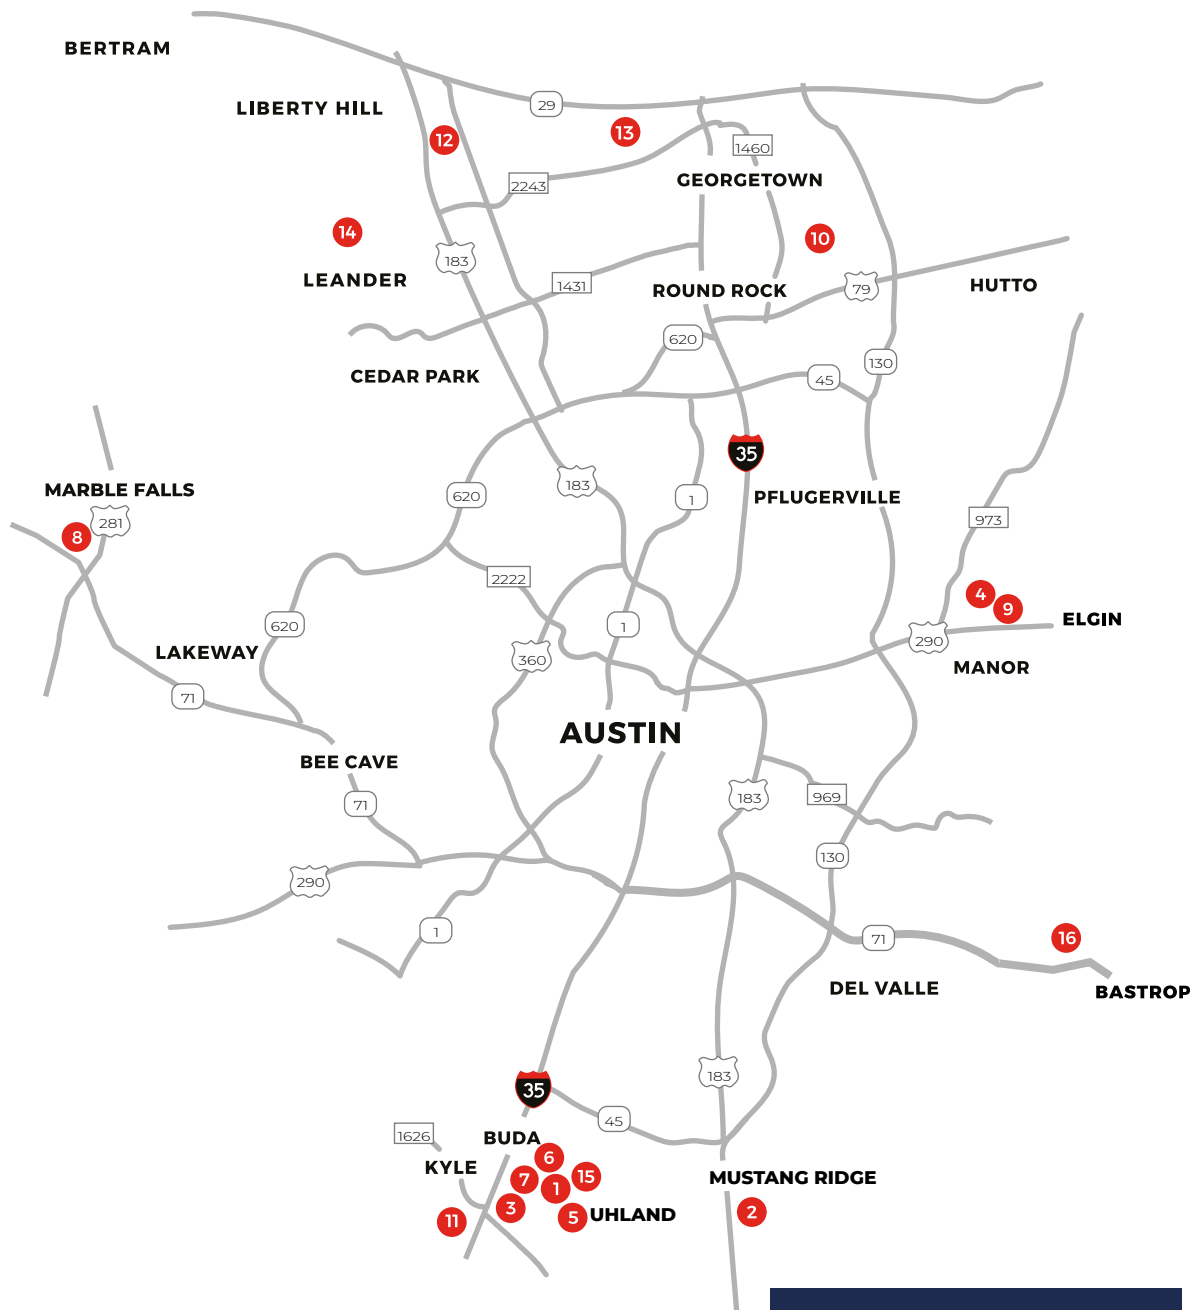 BERTRAM
LIBERTY HILL
29
12
13
1460
2243
GEORGETOWN
14
10
183
LEANDER
1431
ROUND ROCK
79
HUTTO
620
130
CEDAR PARK
45
35
183
MARBLE FALLS
620
1
PFLUGERVILLE
281
8
973
2222
4
9
620
1
ELGIN
290
LAKEWAY
360
MANOR
71
AUSTIN
BEE CAVE
183
969
71
130
290
1
71
16
DEL VALLE
BASTROP
183
35
45
1626
BUDA
6
KYLE
7
15
1
MUSTANG RIDGE
3
5
UHLAND
2
11